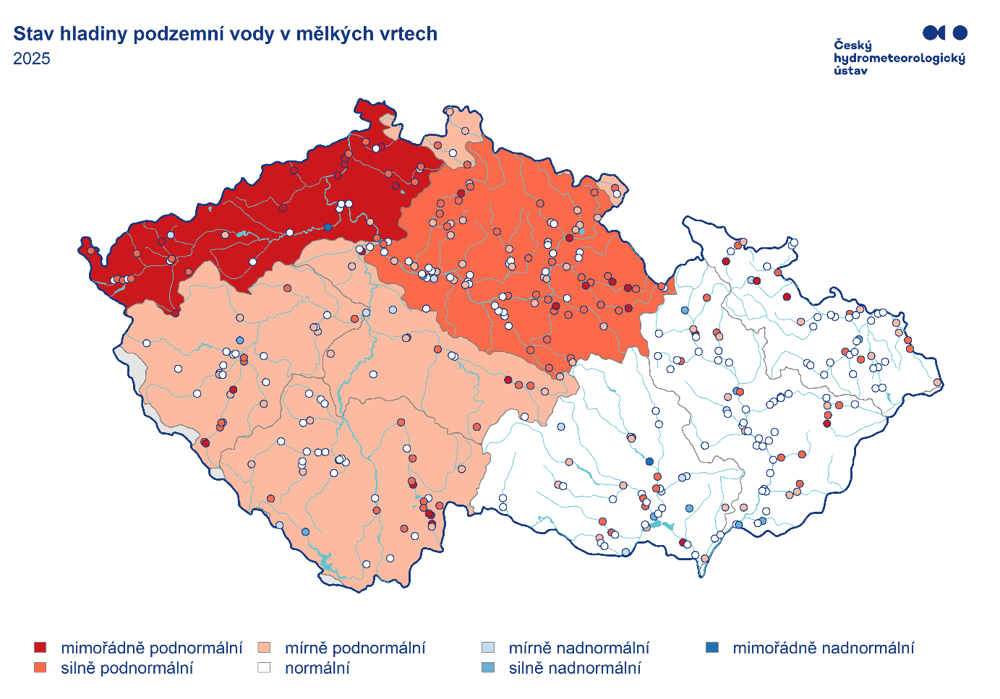 Stav hladiny podzemní vody v mělkých vrtech
2025
Český
hydrometeorologický
ústav
mimořádně podnormální
mírně podnormální
mírně nadnormální
mimořádně nadnormální
silně podnormální
normální
silně nadnormální